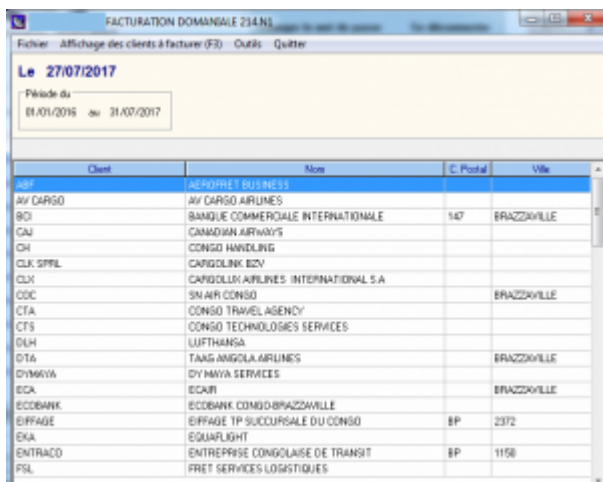 FACTURATION DOMANIALE 214.N1
Fichier Affichage des clients à facturer (F3) Outils Quitter
Le 27/07/2017
Période du
01/01/2016 au 31/07/2017
Client Nom C. Postal Ville
ABF AEROFRET BUSINESS
AV CARGO AV CARGO AIRLINES
BCI BANQUE COMMERCIALE INTERNATIONALE 147 BRAZZAVILLE
CAJ CANADIAN AIRWAYS
CH CONGO HANDLING
CLK SPRL CARGOLINK BZV
CLX CARGOLUX AIRLINES INTERNATIONAL S.A
COC SN AIR CONGO BRAZZAVILLE
CTA CONGO TRAVEL AGENCY
CTS CONGO TECHNOLOGIES SERVICES
DLH LUFTHANSA
DTA TAAG ANGOLA AIRLINES BRAZZAVILLE
DYMAYA DY MAYA SERVICES
ECA ECAIR BRAZZAVILLE
ECOBANK ECOBANK CONGO-BRAZZAVILLE
EIFFAGE EIFFAGE TP SUCCURSALE DU CONGO BP 2372
EKA EQUAFLIGHT
ENTRACO ENTREPRISE CONGOLAISE DE TRANSIT BP 1150
FSL FRET SERVICES LOGISTIQUES